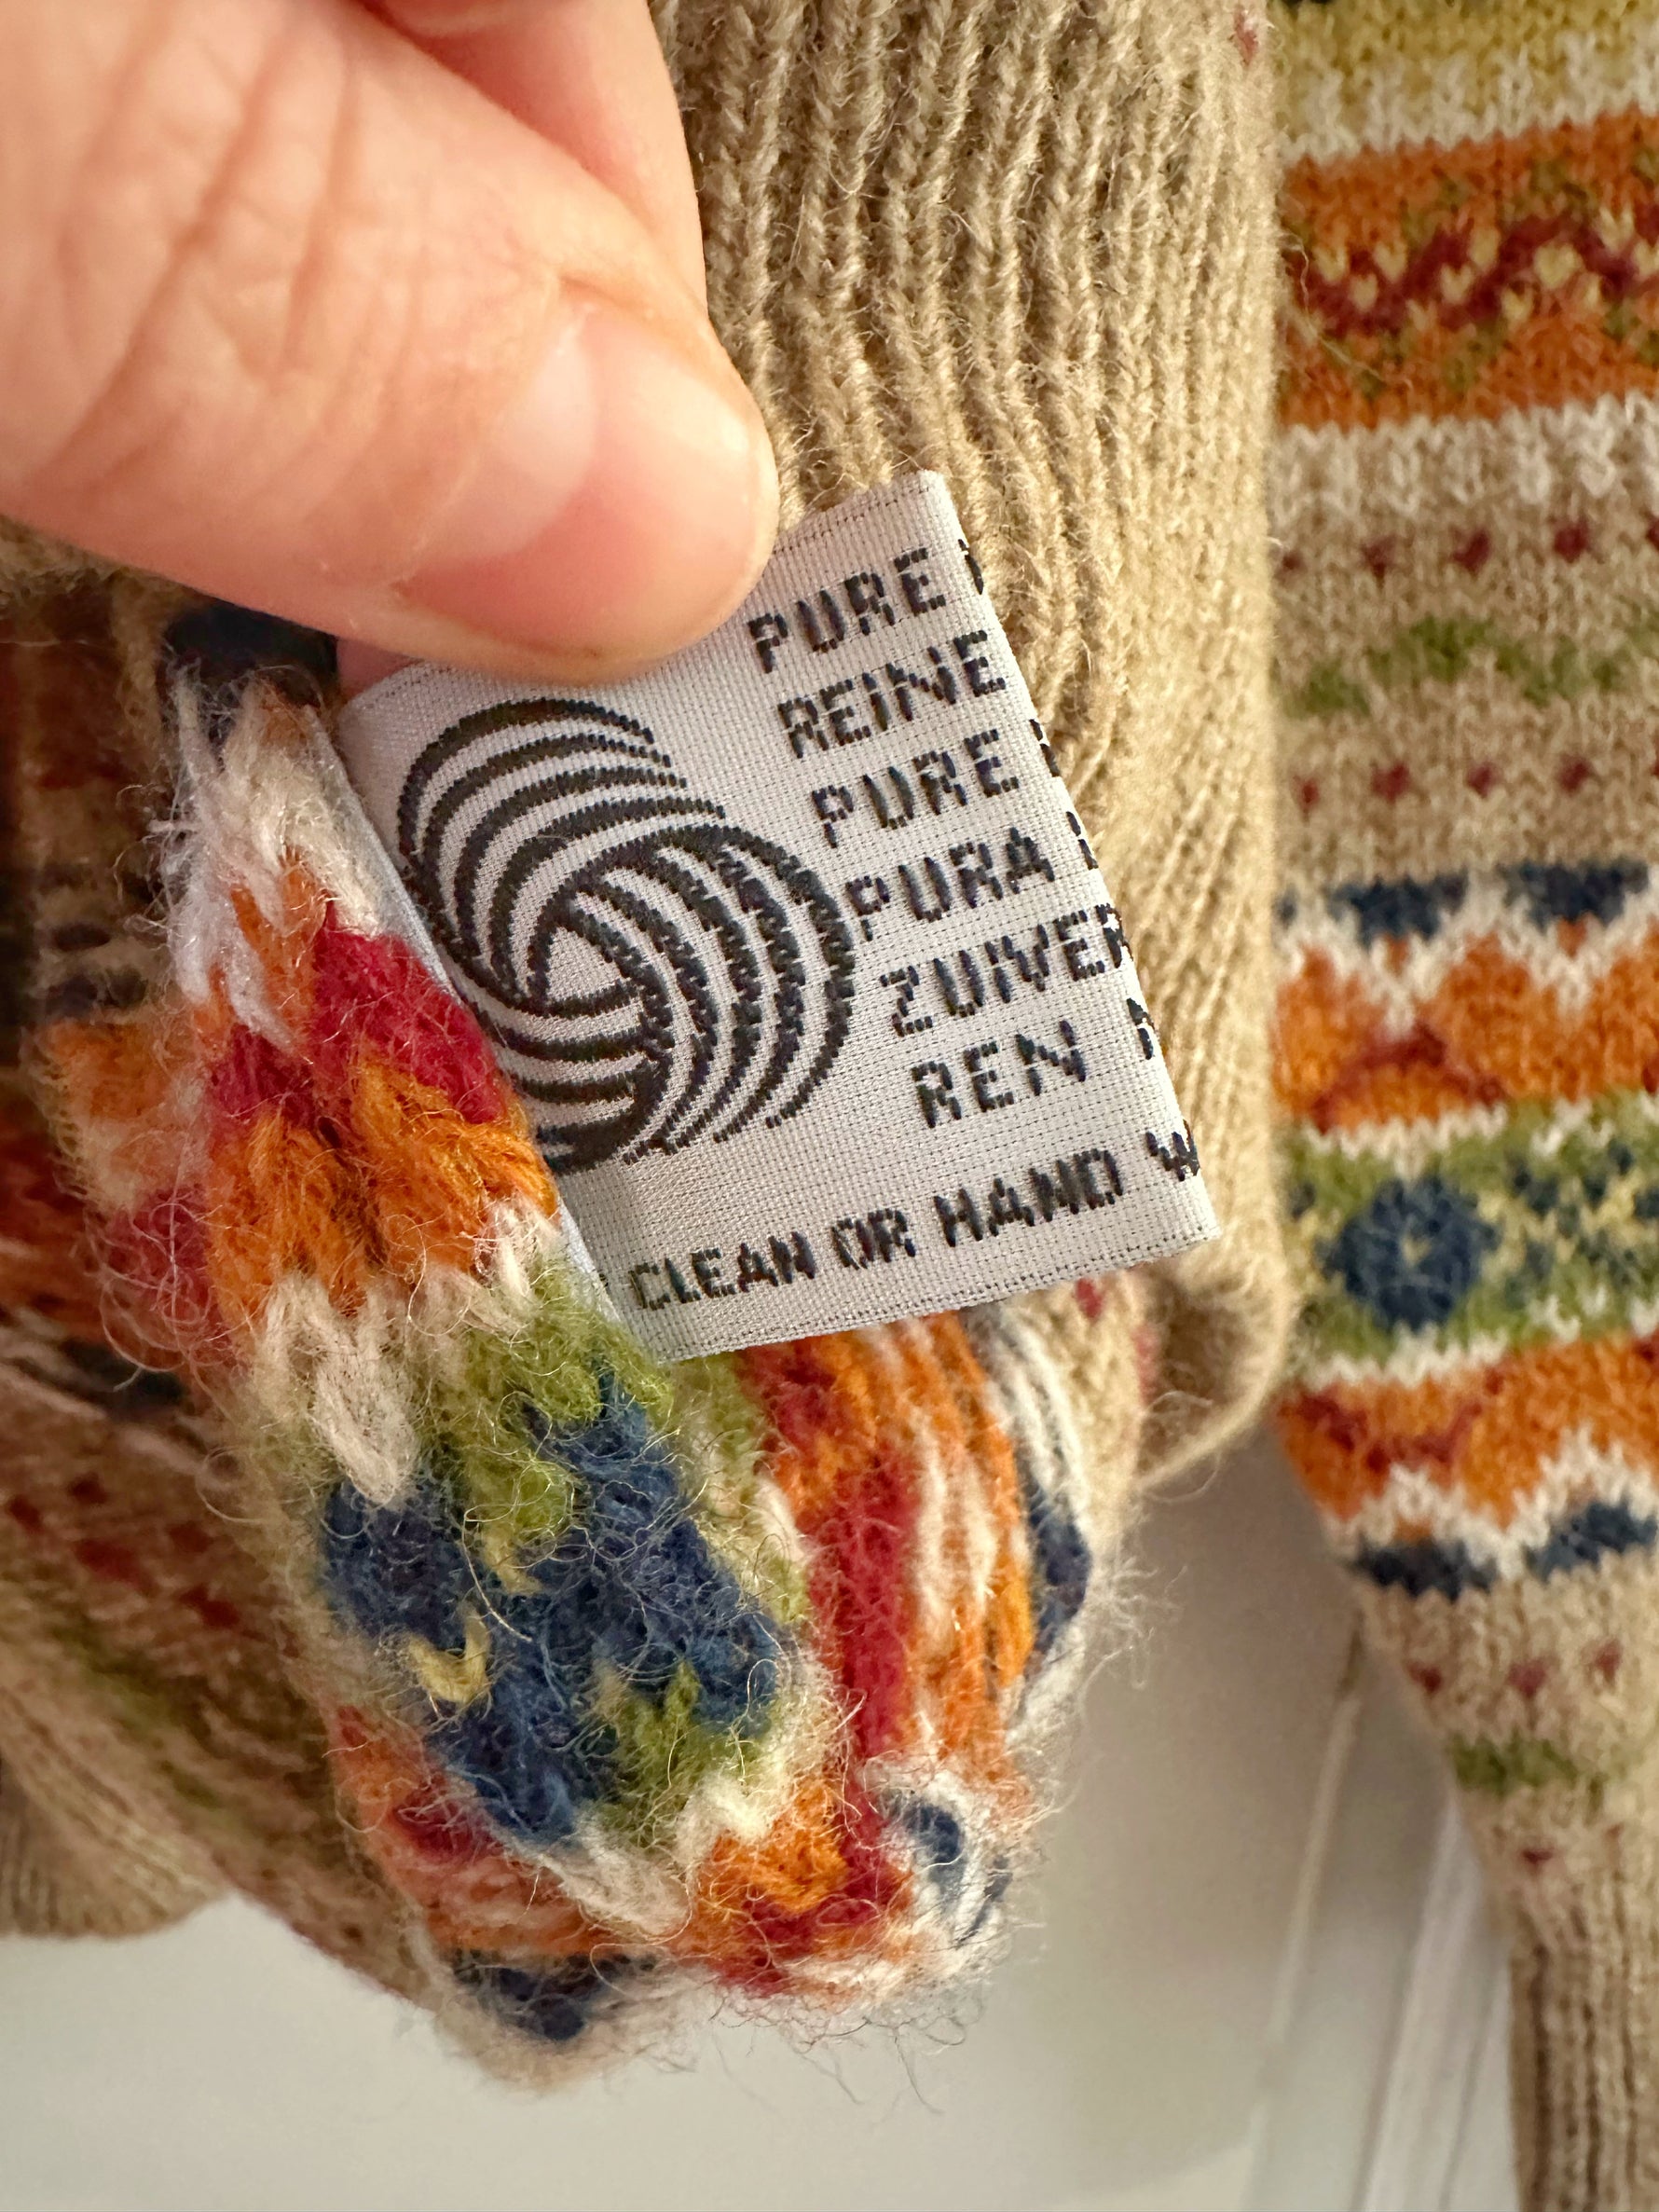 PURE
REINE
PURE
PURA
ZUIVER
REN
CLEAN OR HAND W